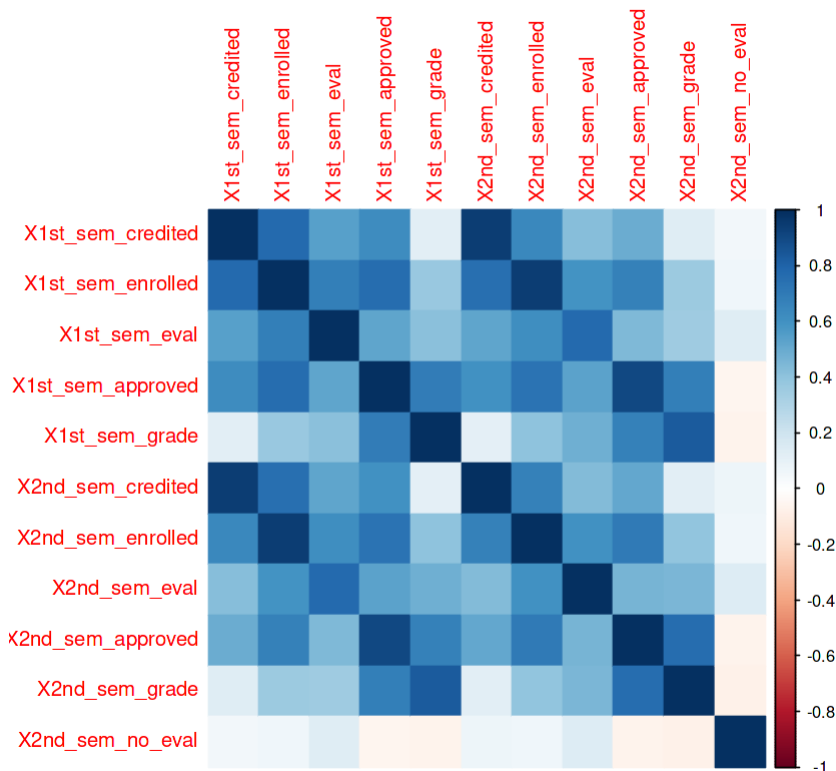 X1st_sem_credited
X1st_sem_enrolled
X1st_sem_eval
X1st_sem_approved
X1st_sem_grade
X2nd_sem_credited
X2nd_sem_enrolled
X2nd_sem_eval
X2nd_sem_approved
X2nd_sem_grade
X2nd_sem_no_eval
X1st_sem_credited
X1st_sem_enrolled
X1st_sem_eval
X1st_sem_approved
X1st_sem_grade
X2nd_sem_credited
X2nd_sem_enrolled
X2nd_sem_eval
X2nd_sem_approved
X2nd_sem_grade
X2nd_sem_no_eval
1
0.8
0.6
0.4
0.2
0
-0.2
-0.4
-0.6
-0.8
-1